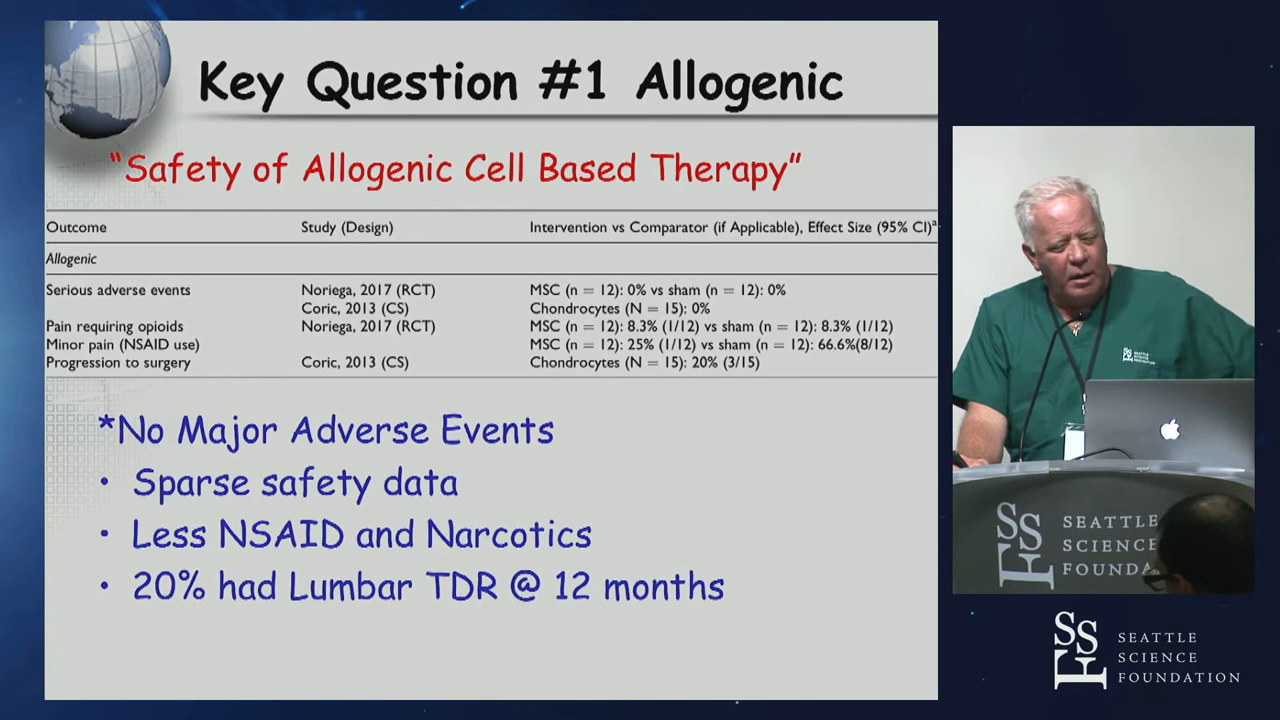 Key Question #1 Allogenic
“Safety of Allogenic Cell Based Therapy”
Outcome Study (Design) Intervention vs Comparator (if Applicable), Effect Size (95% CI)ᵃ
Allogenic
Serious adverse events Noriega, 2017 (RCT) MSC (n = 12): 0% vs sham (n = 12): 0%
Coric, 2013 (CS) Chondrocytes (N = 15): 0%
Pain requiring opioids Noriega, 2017 (RCT) MSC (n = 12): 8.3% (1/12) vs sham (n = 12): 8.3% (1/12)
Minor pain (NSAID use) MSC (n = 12): 25% (1/12) vs sham (n = 12): 66.6%(8/12)
Progression to surgery Coric, 2013 (CS) Chondrocytes (N = 15): 20% (3/15)
*No Major Adverse Events
• Sparse safety data
• Less NSAID and Narcotics
• 20% had Lumbar TDR @ 12 months
SEATTLE
SCIENCE
FOUNDATION
SSF
SEATTLE
SCIENCE
FOUNDA
SSF
SEATTLE
SCIENCE
FOUNDATION